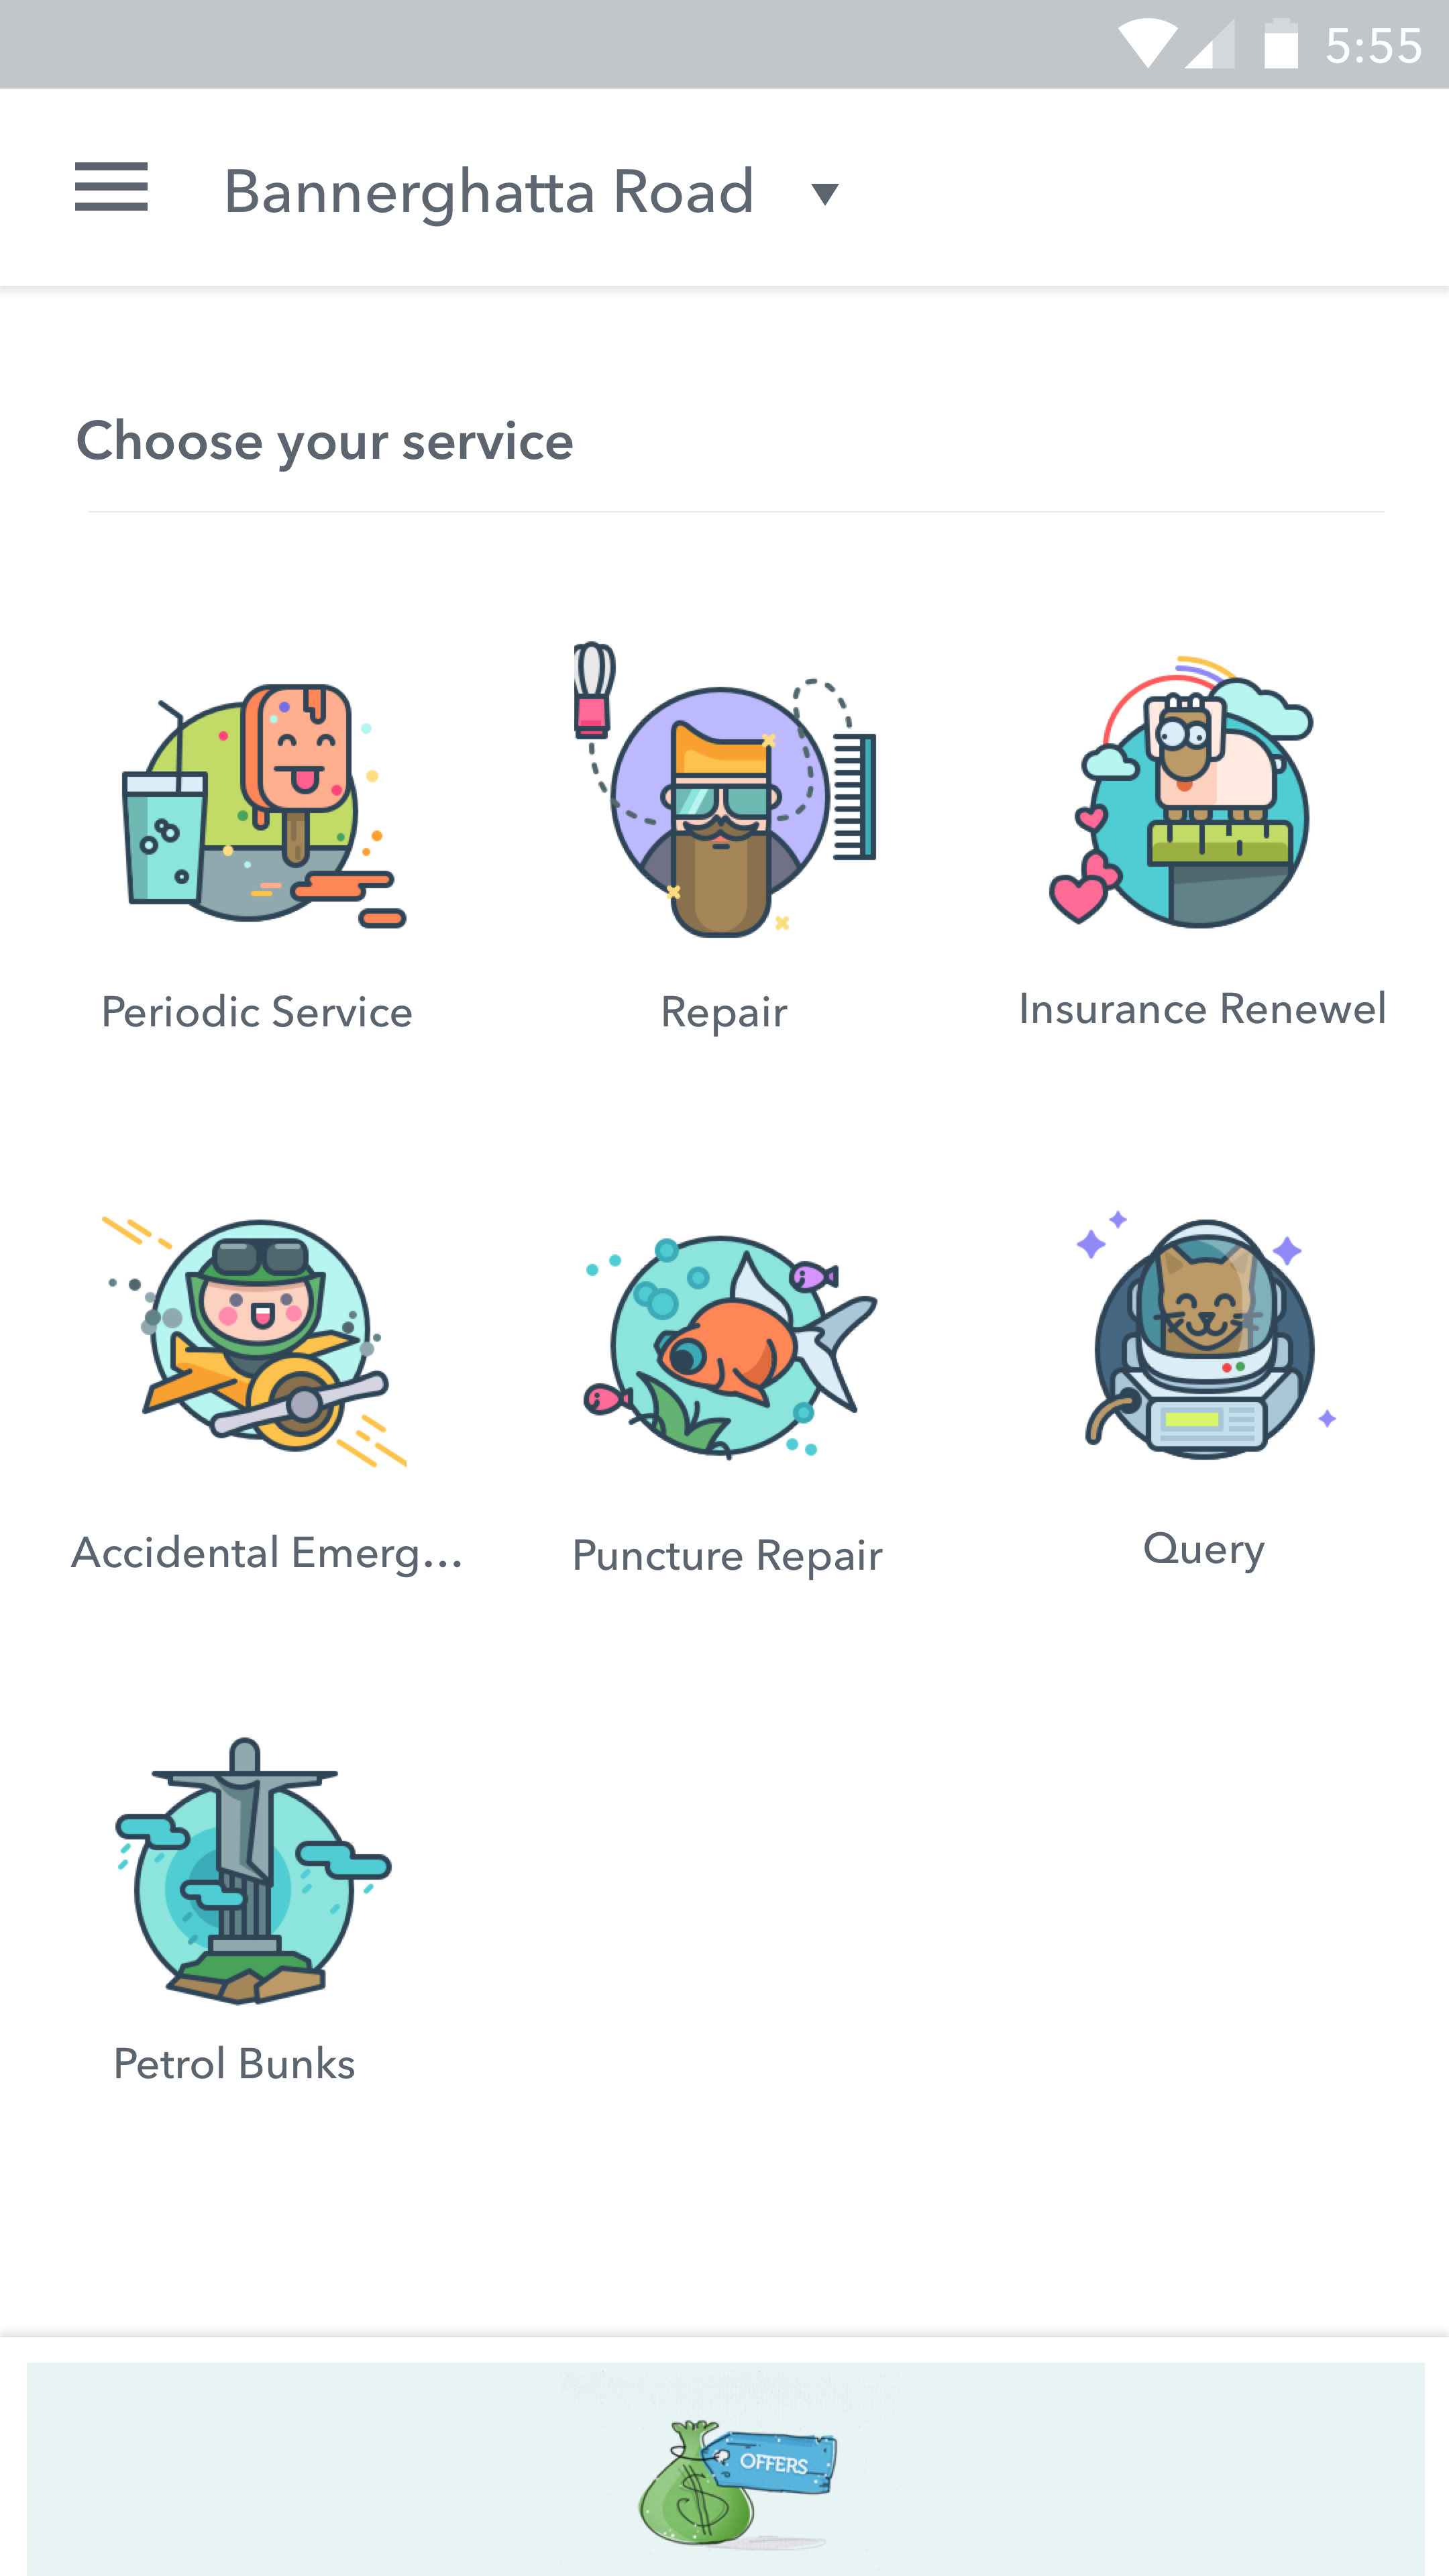 5:55
Bannerghatta Road
Choose your service
Periodic Service
Repair
Insurance Renewel
Accidental Emerg...
Puncture Repair
Query
Petrol Bunks
OFFERS